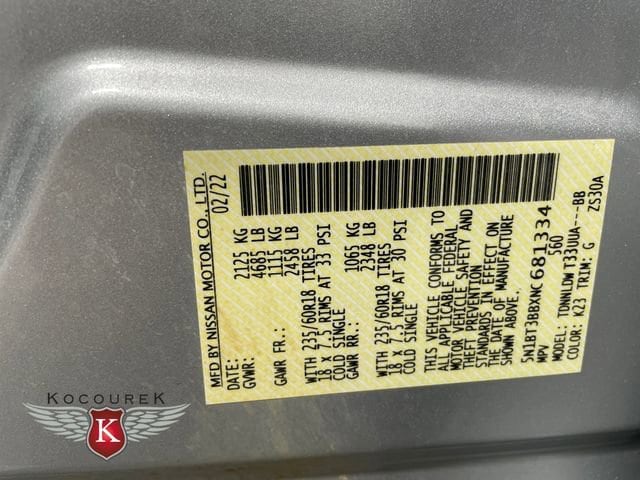 MFD BY NISSAN MOTOR CO., LTD.
DATE: 02/22
GVWR: 2125 KG
4685 LB
GAWR FR.: 1115 KG
2458 LB
WITH 235/60R18 TIRES
18 x 7.5 RIMS AT 33 PSI
COLD SINGLE
GAWR RR.: 1065 KG
2348 LB
WITH 235/60R18 TIRES
18 x 7.5 RIMS AT 30 PSI
COLD SINGLE
THIS VEHICLE CONFORMS TO
ALL APPLICABLE FEDERAL
MOTOR VEHICLE SAFETY AND
THEFT PREVENTION
STANDARDS IN EFFECT ON
THE DATE OF MANUFACTURE
SHOWN ABOVE.
5N1BT3BBXNC681334
MPV 560
MODEL: TDNNLDW T33UUA---BB
COLOR: K23 TRIM: G ZS30A
KOCOUREK
K